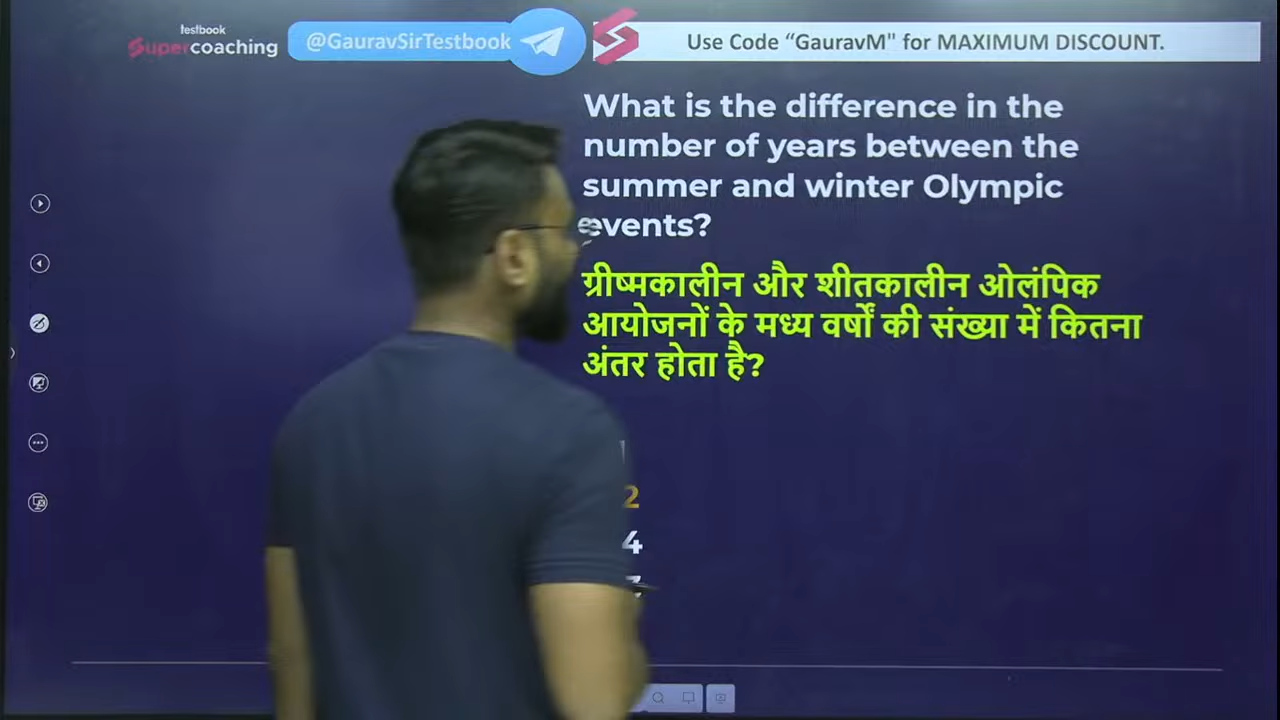 testbook
Supercoaching
@GauravSirTestbook
Use Code “GauravM" for MAXIMUM DISCOUNT.
What is the difference in the
number of years between the
summer and winter Olympic
events?
ग्रीष्मकालीन और शीतकालीन ओलंपिक
आयोजनों के मध्य वर्षों की संख्या में कितना
अंतर होता है?
2
4